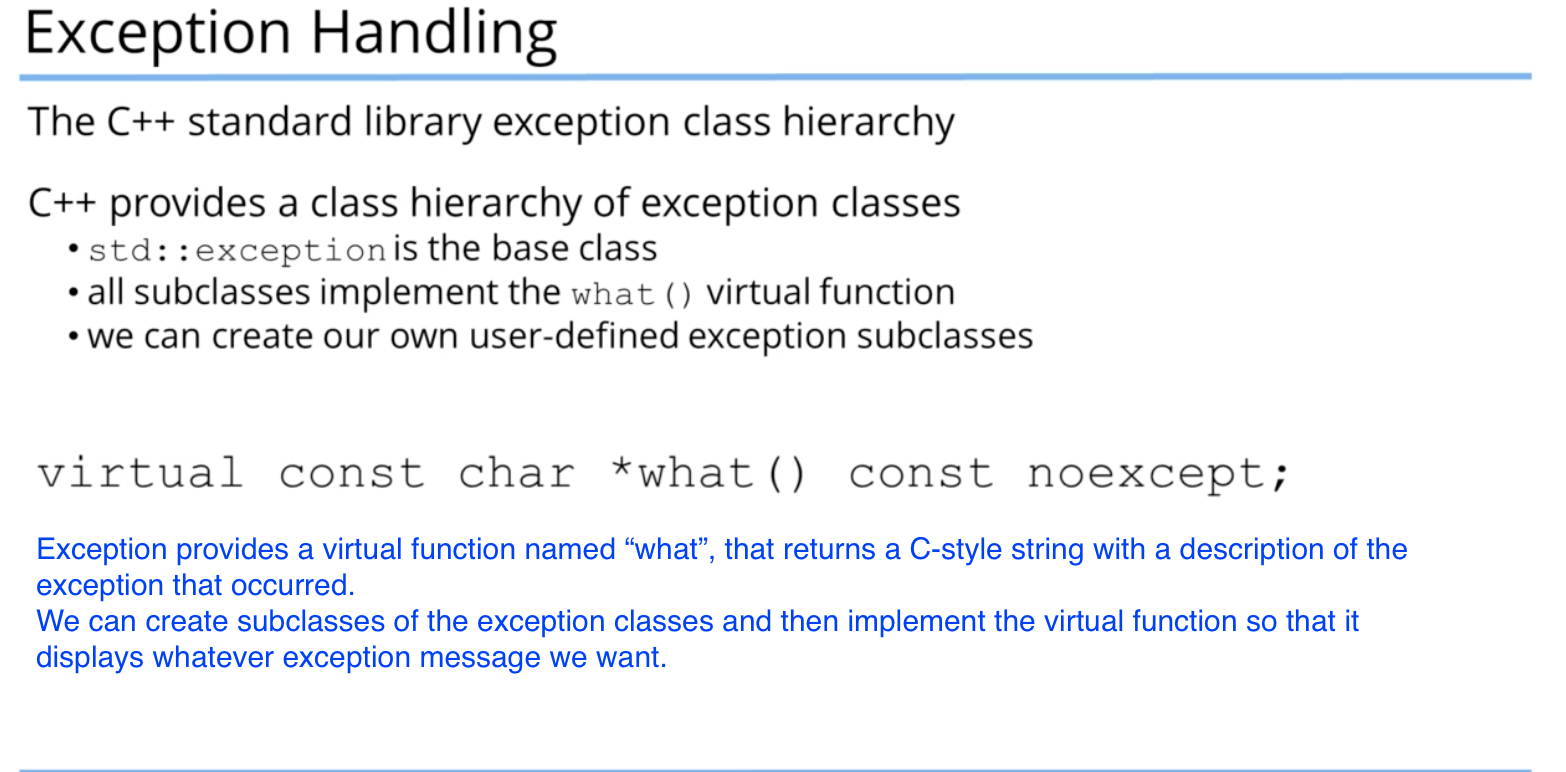 Exception Handling
The C++ standard library exception class hierarchy
C++ provides a class hierarchy of exception classes
• std::exception is the base class
• all subclasses implement the what() virtual function
• we can create our own user-defined exception subclasses
virtual const char *what() const noexcept;
Exception provides a virtual function named “what”, that returns a C-style string with a description of the
exception that occurred.
We can create subclasses of the exception classes and then implement the virtual function so that it
displays whatever exception message we want.